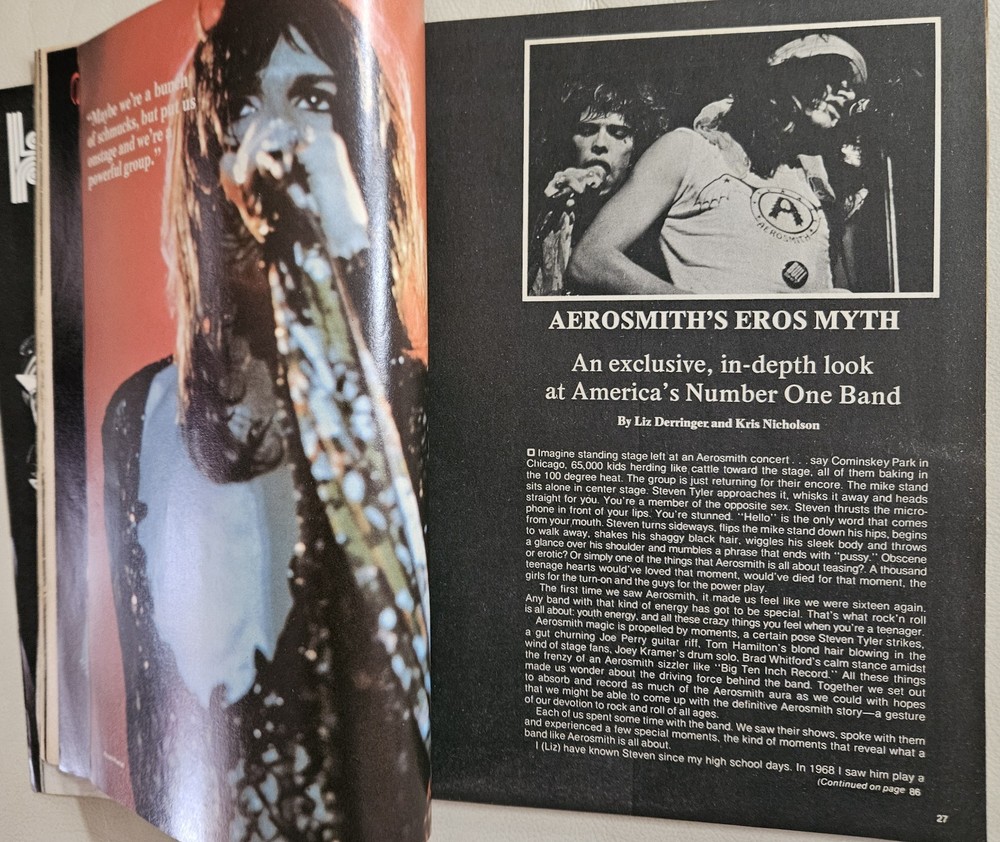 "Maybe we're a bunch
of schmucks, but put us
onstage and we're a
powerful group."
A
AEROSMITH
AEROSMITH'S EROS MYTH
An exclusive, in-depth look
at America's Number One Band
By Liz Derringer and Kris Nicholson
Imagine standing stage left at an Aerosmith concert . . . say Cominskey Park in
Chicago, 65,000 kids herding like cattle toward the stage, all of them baking in
the 100 degree heat. The group is just returning for their encore. The mike stand
sits alone in center stage. Steven Tyler approaches it, whisks it away and heads
straight for you. You're a member of the opposite sex. Steven thrusts the micro-
phone in front of your lips. You're stunned. "Hello" is the only word that comes
from your mouth. Steven turns sideways, flips the mike stand down his hips, begins
to walk away, shakes his shaggy black hair, wiggles his sleek body and throws
a glance over his shoulder and mumbles a phrase that ends with "pussy." Obscene
or erotic? Or simply one of the things that Aerosmith is all about teasing?. A thousand
teenage hearts would've loved that moment, would've died for that moment, the
girls for the turn-on and the guys for the power play.
The first time we saw Aerosmith, it made us feel like we were sixteen again.
Any band with that kind of energy has got to be special. That's what rock'n roll
is all about: youth energy, and all these crazy things you feel when you're a teenager.
Aerosmith magic is propelled by moments, a certain pose Steven Tyler strikes,
a gut churning Joe Perry guitar riff, Tom Hamilton's blond hair blowing in the
wind of stage fans, Joey Kramer's drum solo, Brad Whitford's calm stance amidst
the frenzy of an Aerosmith sizzler like "Big Ten Inch Record." All these things
made us wonder about the driving force behind the band. Together we set out
to absorb and record as much of the Aerosmith aura as we could with hopes
that we might be able to come up with the definitive Aerosmith story—a gesture
of our devotion to rock and roll of all ages.
Each of us spent some time with the band. We saw their shows, spoke with them
and experienced a few special moments, the kind of moments that reveal what a
band like Aerosmith is all about.
I (Liz) have known Steven since my high school days. In 1968 I saw him play a
(Continued on page 86
27